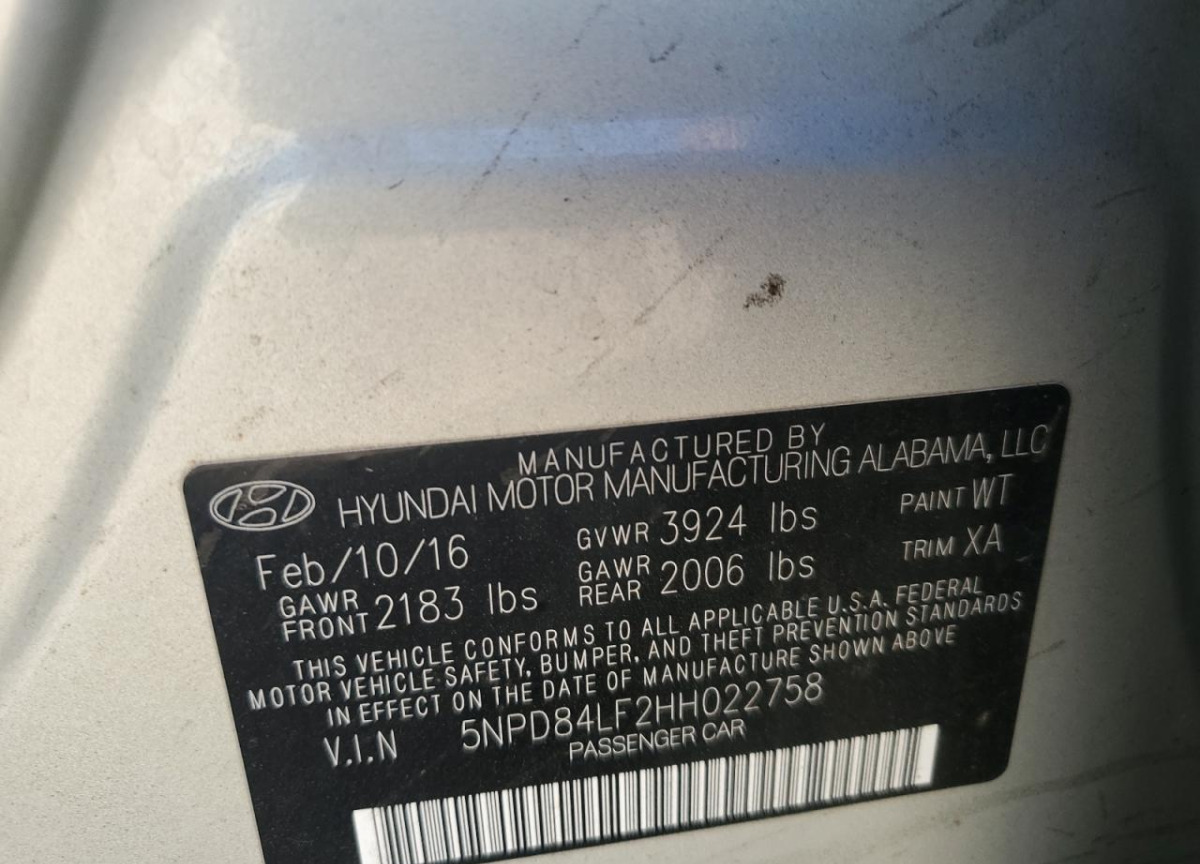 MANUFACTURED BY
HYUNDAI MOTOR MANUFACTURING ALABAMA, LLC
Feb/10/16 GVWR 3924 lbs PAINT WT
GAWR FRONT 2183 lbs GAWR REAR 2006 lbs TRIM XA
THIS VEHICLE CONFORMS TO ALL APPLICABLE U.S.A. FEDERAL
MOTOR VEHICLE SAFETY, BUMPER, AND THEFT PREVENTION STANDARDS
IN EFFECT ON THE DATE OF MANUFACTURE SHOWN ABOVE
V.I.N 5NPD84LF2HH022758
PASSENGER CAR